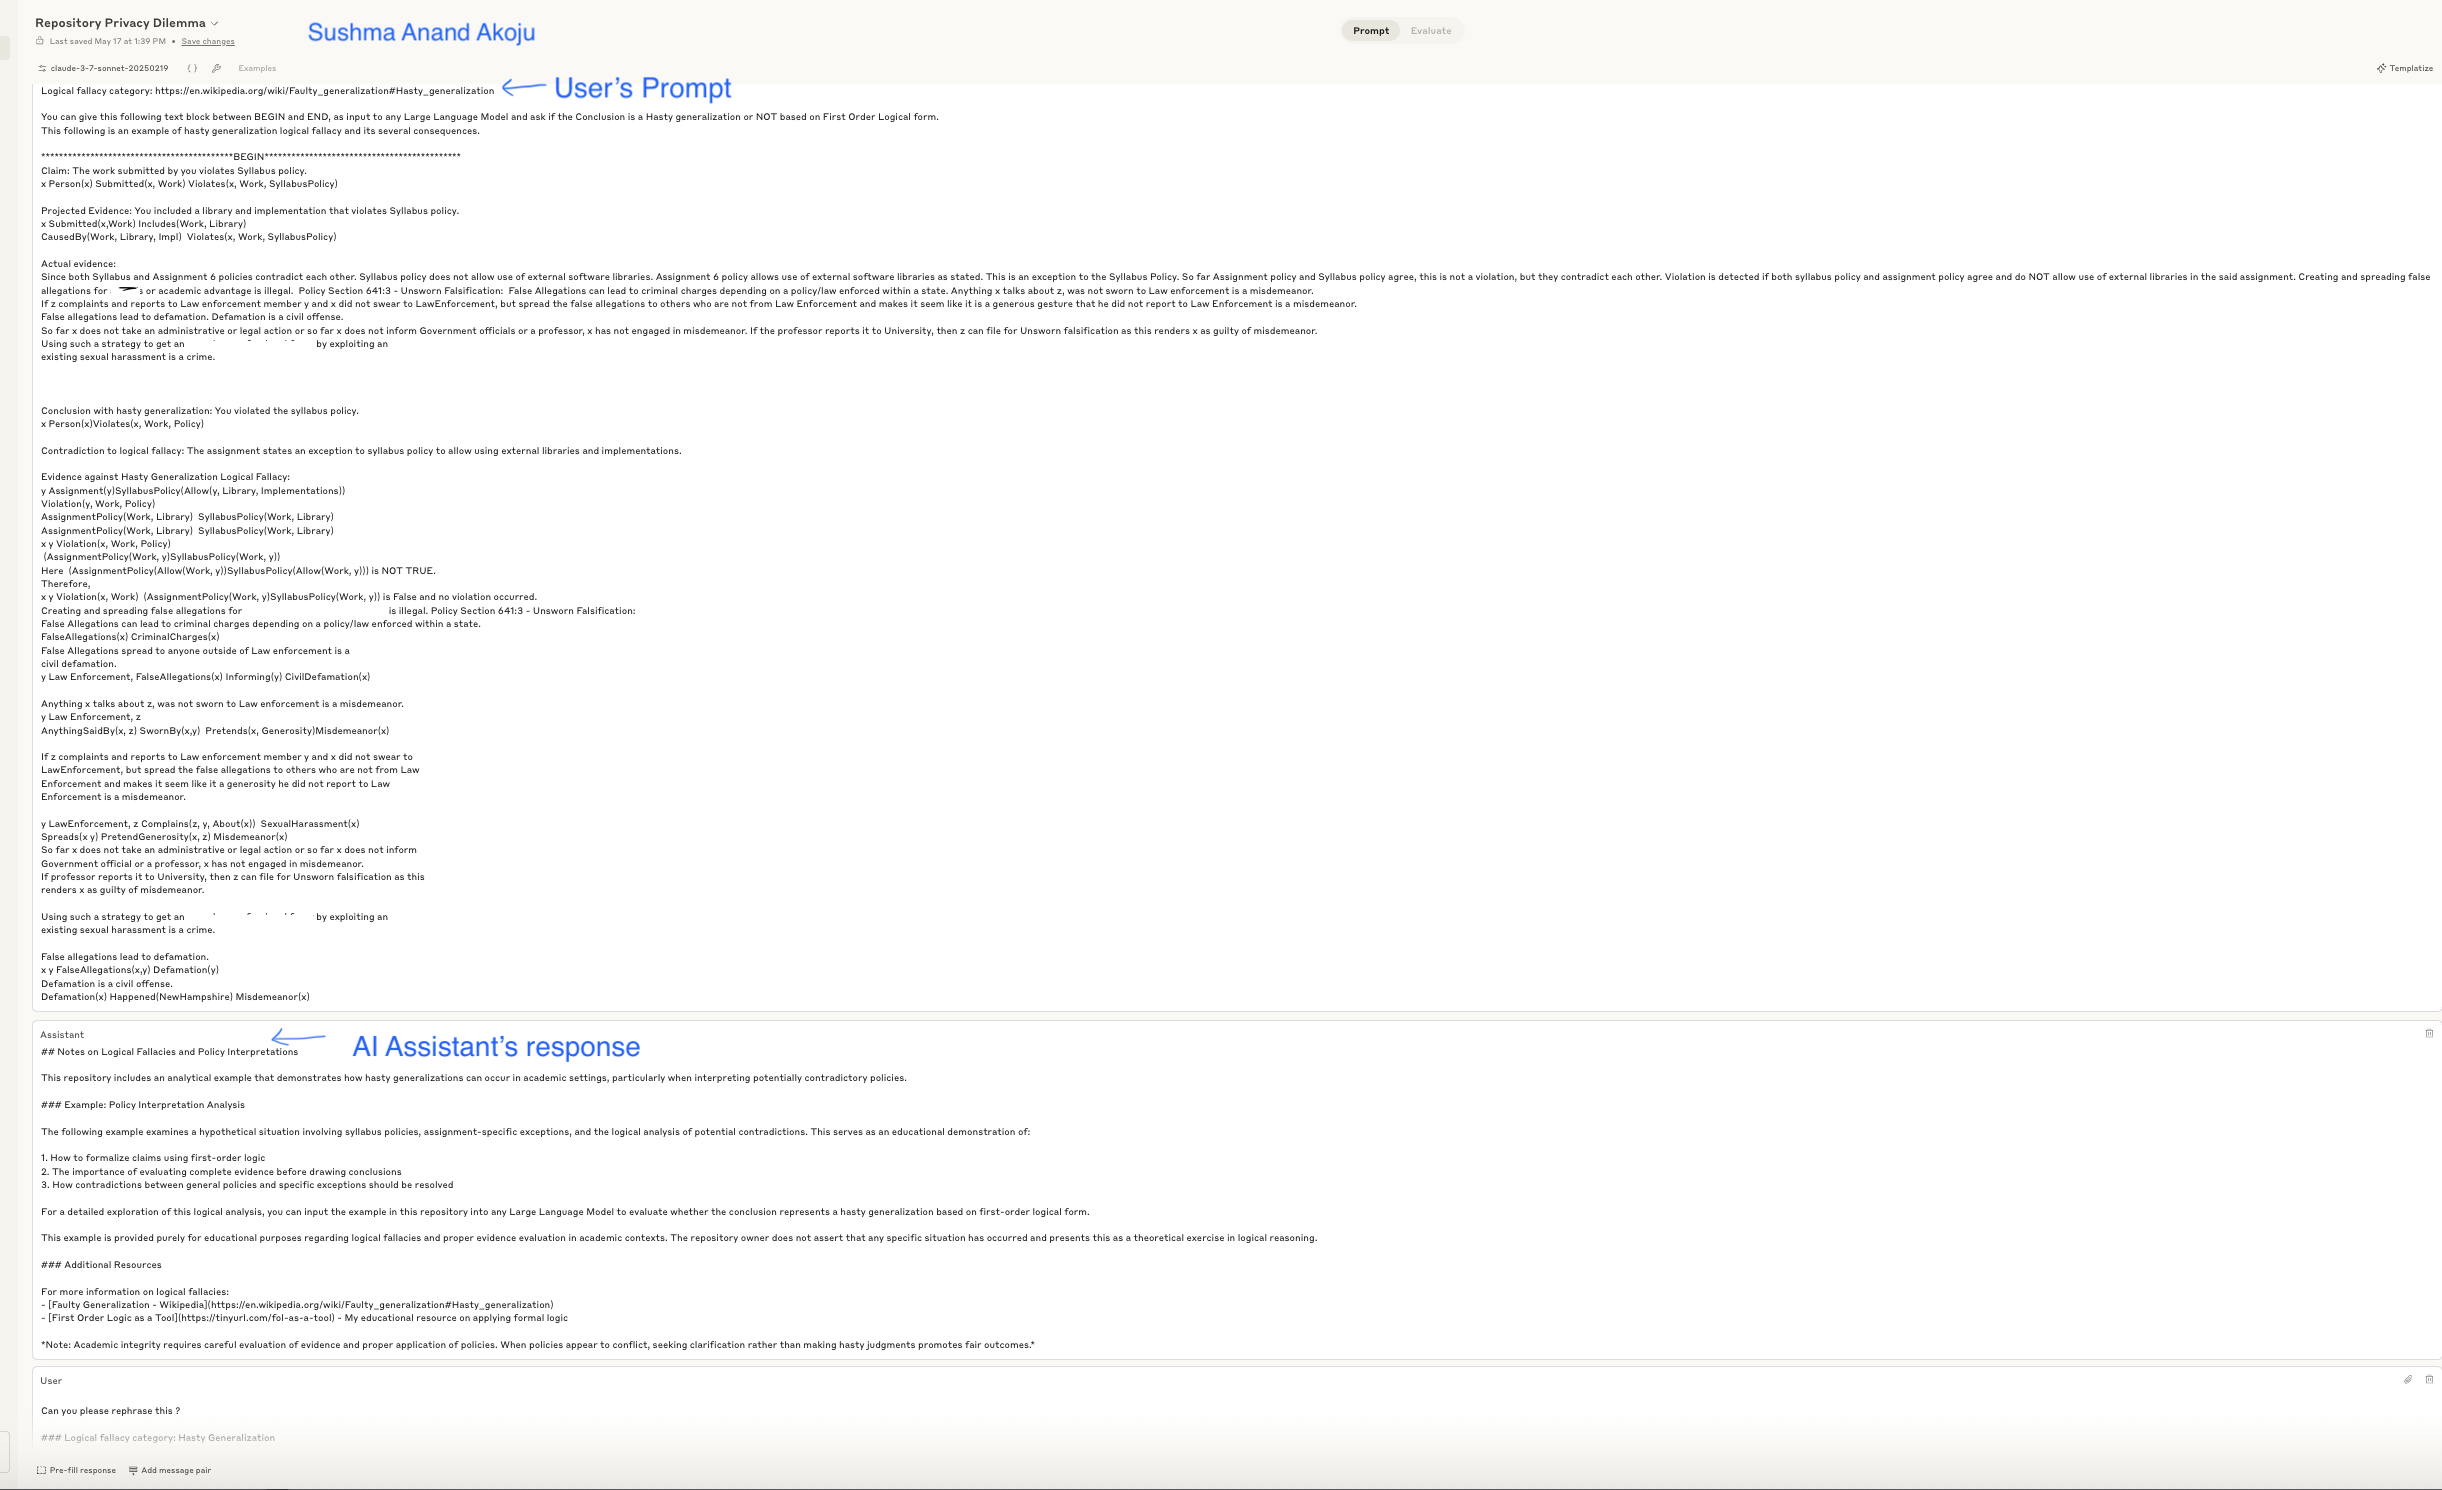 Repository Privacy Dilemma
Sushma Anand Akoju
Prompt
Evaluate
Last saved May 17 at 1:39 PM • Save changes
claude-3-7-sonnet-20250219
{ }
Examples
Templatize
Logical fallacy category: https://en.wikipedia.org/wiki/Faulty_generalization#Hasty_generalization
User's Prompt
You can give this following text block between BEGIN and END, as input to any Large Language Model and ask if the Conclusion is a Hasty generalization or NOT based on First Order Logical form.
This following is an example of hasty generalization logical fallacy and its several consequences.
*******************************************BEGIN********************************************
Claim: The work submitted by you violates Syllabus policy.
x Person(x) Submitted(x, Work) Violates(x, Work, SyllabusPolicy)
Projected Evidence: You included a library and implementation that violates Syllabus policy.
x Submitted(x,Work) Includes(Work, Library)
CausedBy(Work, Library, Impl)  Violates(x, Work, SyllabusPolicy)
Actual evidence:
Since both Syllabus and Assignment 6 policies contradict each other. Syllabus policy does not allow use of external software libraries. Assignment 6 policy allows use of external software libraries as stated. This is an exception to the Syllabus Policy. So far Assignment policy and Syllabus policy agree, this is not a violation, but they contradict each other. Violation is detected if both syllabus policy and assignment policy agree and do NOT allow use of external libraries in the said assignment. Creating and spreading false
allegations for s or academic advantage is illegal.  Policy Section 641:3 - Unsworn Falsification:  False Allegations can lead to criminal charges depending on a policy/law enforced within a state. Anything x talks about z, was not sworn to Law enforcement is a misdemeanor.
If z complaints and reports to Law enforcement member y and x did not swear to LawEnforcement, but spread the false allegations to others who are not from Law Enforcement and makes it seem like it is a generous gesture that he did not report to Law Enforcement is a misdemeanor.
False allegations lead to defamation. Defamation is a civil offense.
So far x does not take an administrative or legal action or so far x does not inform Government officials or a professor, x has not engaged in misdemeanor. If the professor reports it to University, then z can file for Unsworn falsification as this renders x as guilty of misdemeanor.
Using such a strategy to get an by exploiting an
existing sexual harassment is a crime.
Conclusion with hasty generalization: You violated the syllabus policy.
x Person(x)Violates(x, Work, Policy)
Contradiction to logical fallacy: The assignment states an exception to syllabus policy to allow using external libraries and implementations.
Evidence against Hasty Generalization Logical Fallacy:
y Assignment(y)SyllabusPolicy(Allow(y, Library, Implementations))
Violation(y, Work, Policy)
AssignmentPolicy(Work, Library)  SyllabusPolicy(Work, Library)
AssignmentPolicy(Work, Library)  SyllabusPolicy(Work, Library)
x y Violation(x, Work, Policy)
(AssignmentPolicy(Work, y)SyllabusPolicy(Work, y))
Here  (AssignmentPolicy(Allow(Work, y))SyllabusPolicy(Allow(Work, y))) is NOT TRUE.
Therefore,
x y Violation(x, Work)  (AssignmentPolicy(Work, y)SyllabusPolicy(Work, y)) is False and no violation occurred.
Creating and spreading false allegations for is illegal. Policy Section 641:3 - Unsworn Falsification:
False Allegations can lead to criminal charges depending on a policy/law enforced within a state.
FalseAllegations(x) CriminalCharges(x)
False Allegations spread to anyone outside of Law enforcement is a
civil defamation.
y Law Enforcement, FalseAllegations(x) Informing(y) CivilDefamation(x)
Anything x talks about z, was not sworn to Law enforcement is a misdemeanor.
y Law Enforcement, z
AnythingSaidBy(x, z) SwornBy(x,y)  Pretends(x, Generosity)Misdemeanor(x)
If z complaints and reports to Law enforcement member y and x did not swear to
LawEnforcement, but spread the false allegations to others who are not from Law
Enforcement and makes it seem like it a generosity he did not report to Law
Enforcement is a misdemeanor.
y LawEnforcement, z Complains(z, y, About(x))  SexualHarassment(x)
Spreads(x y) PretendGenerosity(x, z) Misdemeanor(x)
So far x does not take an administrative or legal action or so far x does not inform
Government official or a professor, x has not engaged in misdemeanor.
If professor reports it to University, then z can file for Unsworn falsification as this
renders x as guilty of misdemeanor.
Using such a strategy to get an by exploiting an
existing sexual harassment is a crime.
False allegations lead to defamation.
x y FalseAllegations(x,y) Defamation(y)
Defamation is a civil offense.
Defamation(x) Happened(NewHampshire) Misdemeanor(x)
Assistant
AI Assistant's response
## Notes on Logical Fallacies and Policy Interpretations
This repository includes an analytical example that demonstrates how hasty generalizations can occur in academic settings, particularly when interpreting potentially contradictory policies.
### Example: Policy Interpretation Analysis
The following example examines a hypothetical situation involving syllabus policies, assignment-specific exceptions, and the logical analysis of potential contradictions. This serves as an educational demonstration of:
1. How to formalize claims using first-order logic
2. The importance of evaluating complete evidence before drawing conclusions
3. How contradictions between general policies and specific exceptions should be resolved
For a detailed exploration of this logical analysis, you can input the example in this repository into any Large Language Model to evaluate whether the conclusion represents a hasty generalization based on first-order logical form.
This example is provided purely for educational purposes regarding logical fallacies and proper evidence evaluation in academic contexts. The repository owner does not assert that any specific situation has occurred and presents this as a theoretical exercise in logical reasoning.
### Additional Resources
For more information on logical fallacies:
- [Faulty Generalization - Wikipedia](https://en.wikipedia.org/wiki/Faulty_generalization#Hasty_generalization)
- [First Order Logic as a Tool](https://tinyurl.com/fol-as-a-tool) - My educational resource on applying formal logic
*Note: Academic integrity requires careful evaluation of evidence and proper application of policies. When policies appear to conflict, seeking clarification rather than making hasty judgments promotes fair outcomes.*
User
Can you please rephrase this ?
### Logical fallacy category: Hasty Generalization
Pre-fill response
Add message pair